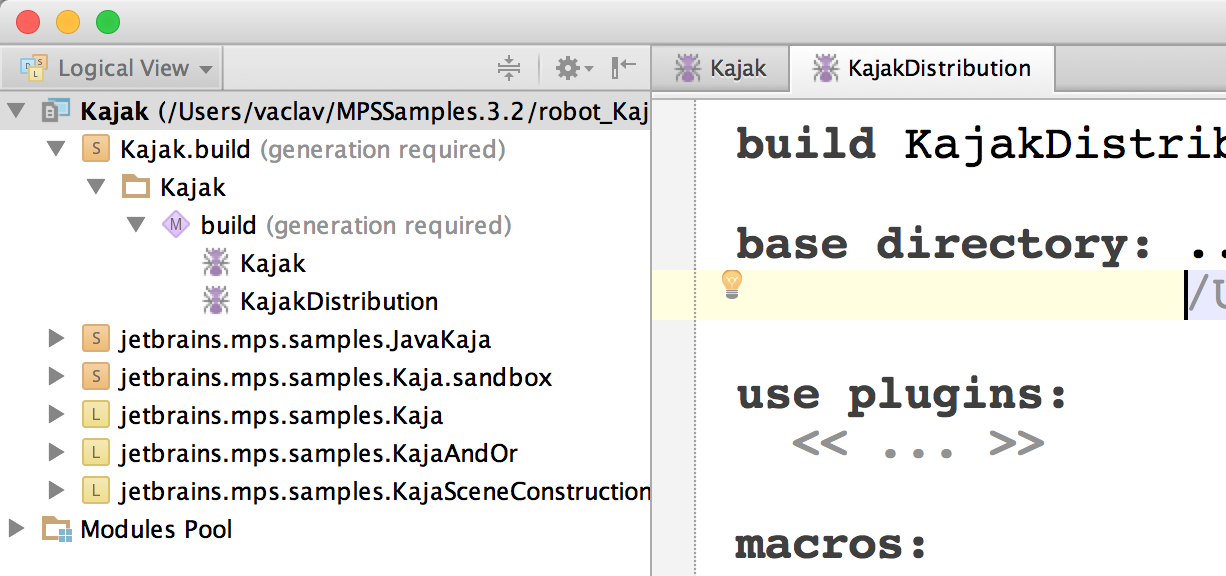 Logical View
Kajak (/Users/vaclav/MPSSamples.3.2/robot_Kaj
S Kajak.build (generation required)
Kajak
M build (generation required)
Kajak
KajakDistribution
S jetbrains.mps.samples.JavaKaja
S jetbrains.mps.samples.Kaja.sandbox
L jetbrains.mps.samples.Kaja
L jetbrains.mps.samples.KajaAndOr
L jetbrains.mps.samples.KajaSceneConstruction
Modules Pool
Kajak KajakDistribution
build KajakDistrib
base directory: ..
/U
use plugins:
<< ... >>
macros: